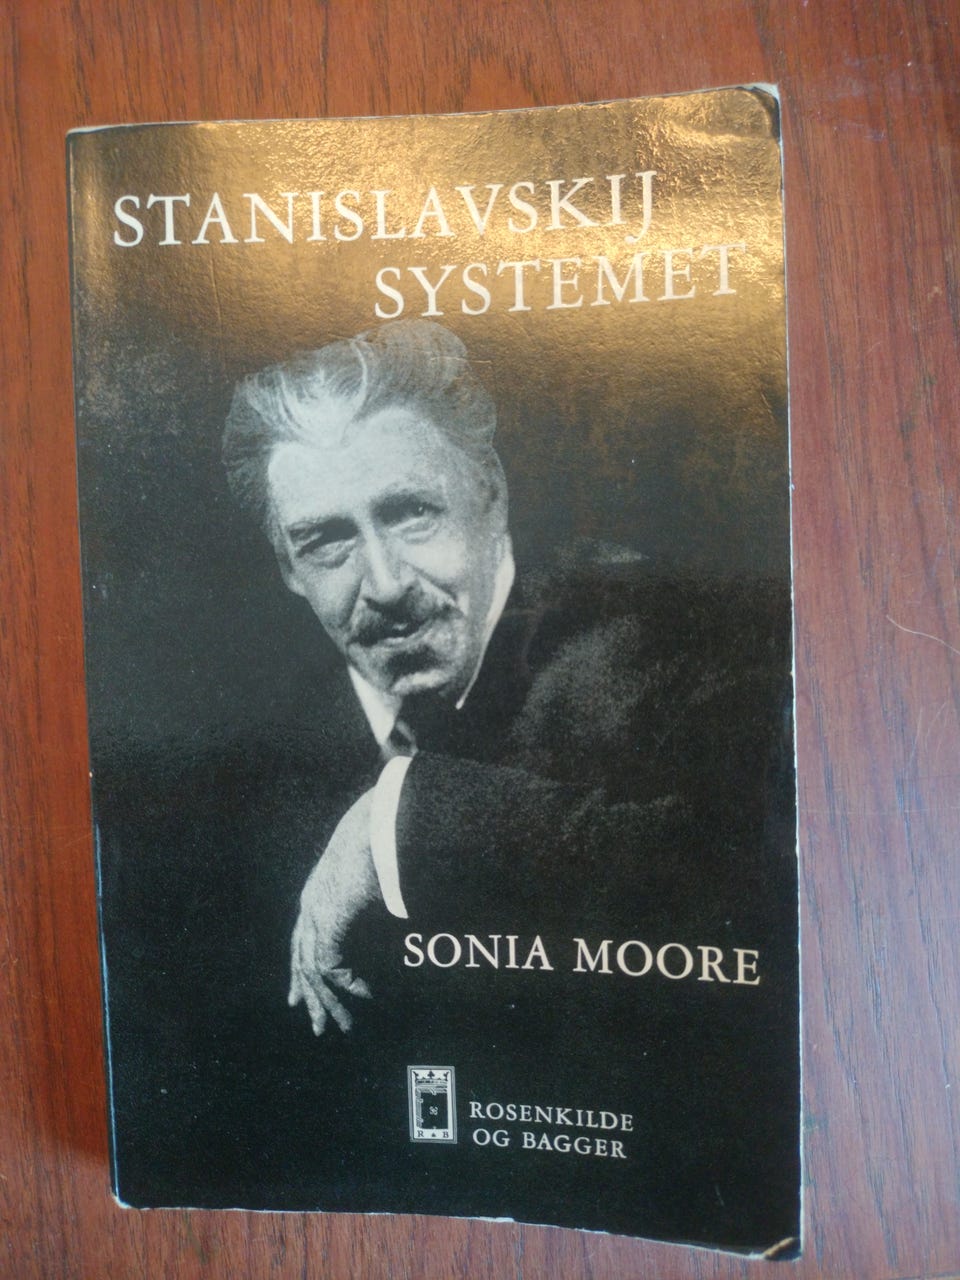 STANISLAVSKIJ
SYSTEMET
SONIA MOORE
R B
ROSENKILDE
OG BAGGER